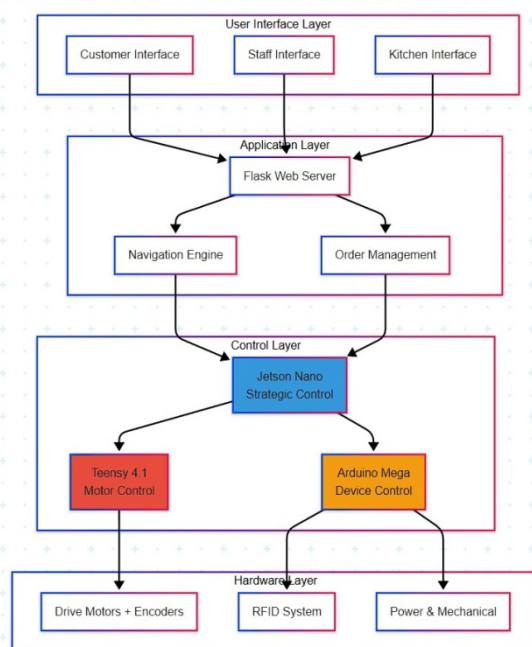 User Interface Layer
Customer Interface
Staff Interface
Kitchen Interface
Application Layer
Flask Web Server
Navigation Engine
Order Management
Control Layer
Jetson Nano
Strategic Control
Teensy 4.1
Motor Control
Arduino Mega
Device Control
Hardware Layer
Drive Motors + Encoders
RFID System
Power & Mechanical